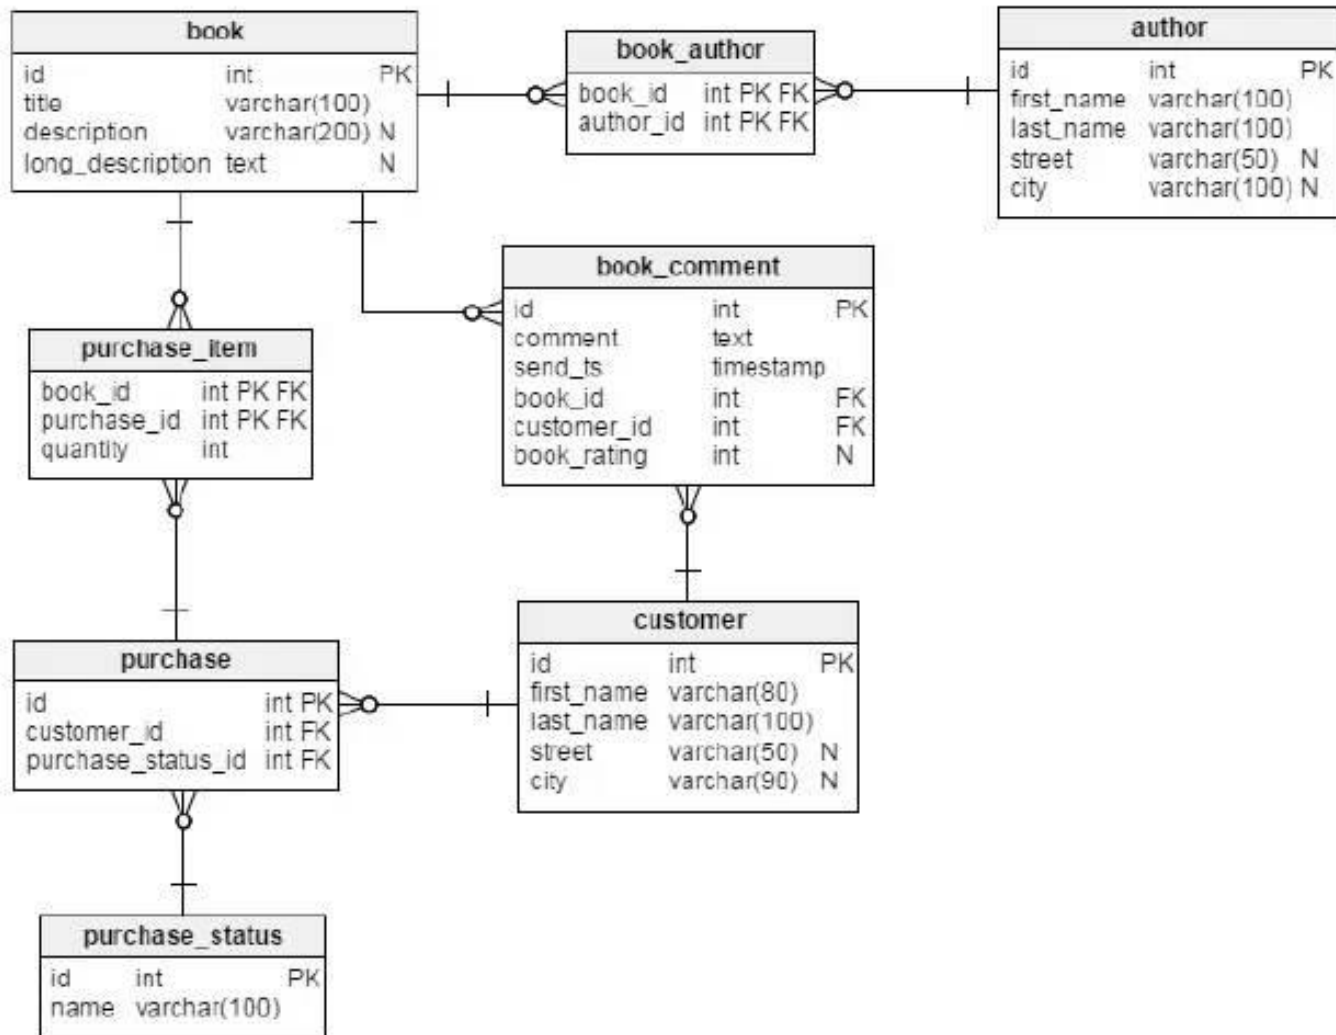 book
id int PK
title varchar(100)
description varchar(200) N
long_description text N
book_author
book_id int PK FK
author_id int PK FK
author
id int PK
first_name varchar(100)
last_name varchar(100)
street varchar(50) N
city varchar(100) N
book_comment
id int PK
comment text
send_ts timestamp
book_id int FK
customer_id int FK
book_rating int N
purchase_item
book_id int PK FK
purchase_id int PK FK
quantity int
purchase
id int PK
customer_id int FK
purchase_status_id int FK
customer
id int PK
first_name varchar(80)
last_name varchar(100)
street varchar(50) N
city varchar(90) N
purchase_status
id int PK
name varchar(100)